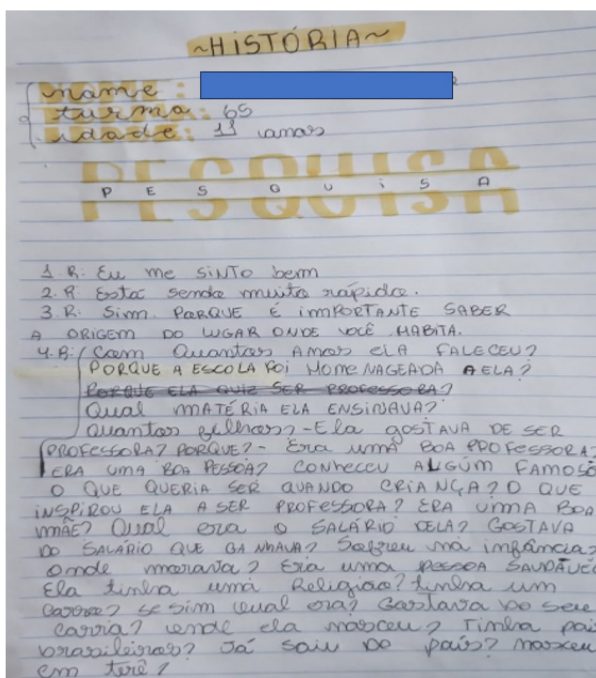 ~HISTÓRIA~
nome:
turma: 65
idade: 11 anos
PESQUISA
PESQUISA
1. R: Eu me SiNTo bem
2. R: Está sendo muito rápido.
3. R: Sim. PORQUE É iMPORTANTE SABER
A ORIGEM DO LUGAR ONDE VOCÊ HABITA.
4. R: Com Quantos Anos elA FALECEU?
PORQUE A ESCOLA FOi HOMENAGEADA A ELA?
PORQUE ELA QUIZ SER PROFESSORA?
Qual MATÉRIA ELA ENSINAVA?
Quantos filhos? - Ela gOSTAVA DE SER
PROFESSORA? PORQUE? - Era uma BOA PROFESSORA?
ERA UMA BOA PESSOA? CONHECEU ALGUM FAMOSO
O QUE QUERIA SER QUANDO CRIANÇA? O QUE
INSPIROU ELA A SER PROFESSORA? ERA UMA BOA
MÃE? Qual era O SALÁRIO DELA? GOSTAVA
DO SALÁRIO QUE GANHAVA? Sofreu na infância?
Onde morava? Era uma PESSOA SAUDÁVEL
Ela tinha uma Religião? tinha um
carro? se sim qual era? Gostava do seu
carro? onde ela nasceu? Tinha pais
brasileiros? Já saiu DO país? nasceu
em terê?